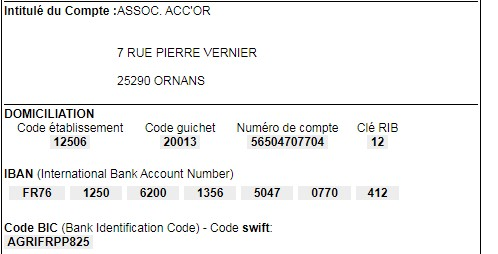 Intitulé du Compte :ASSOC. ACC'OR
7 RUE PIERRE VERNIER
25290 ORNANS
DOMICILIATION
Code établissement Code guichet Numéro de compte Clé RIB
12506 20013 56504707704 12
IBAN (International Bank Account Number)
FR76 1250 6200 1356 5047 0770 412
Code BIC (Bank Identification Code) - Code swift:
AGRIFRPP825